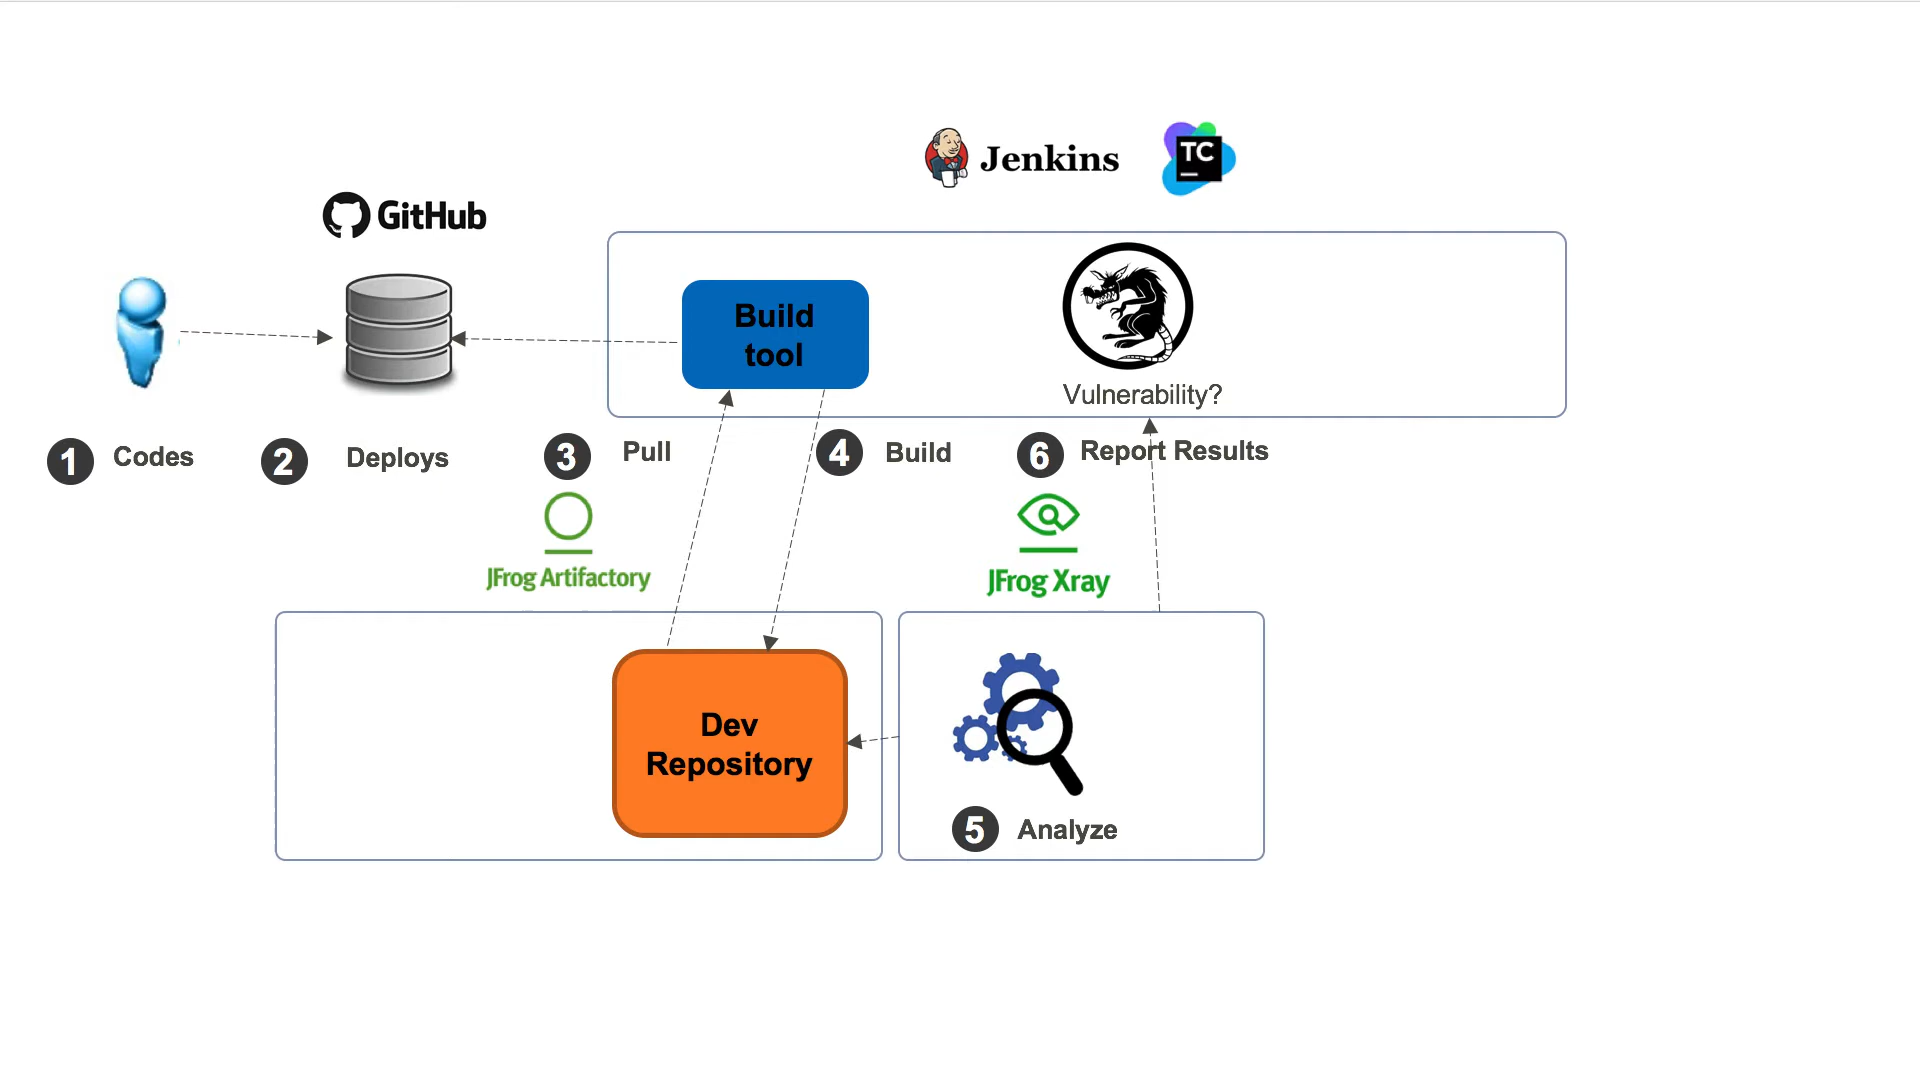 Jenkins
TC
GitHub
Build
tool
Vulnerability?
1 Codes
2 Deploys
3 Pull
4 Build
6 Report Results
JFrog Artifactory
JFrog Xray
Dev
Repository
5 Analyze